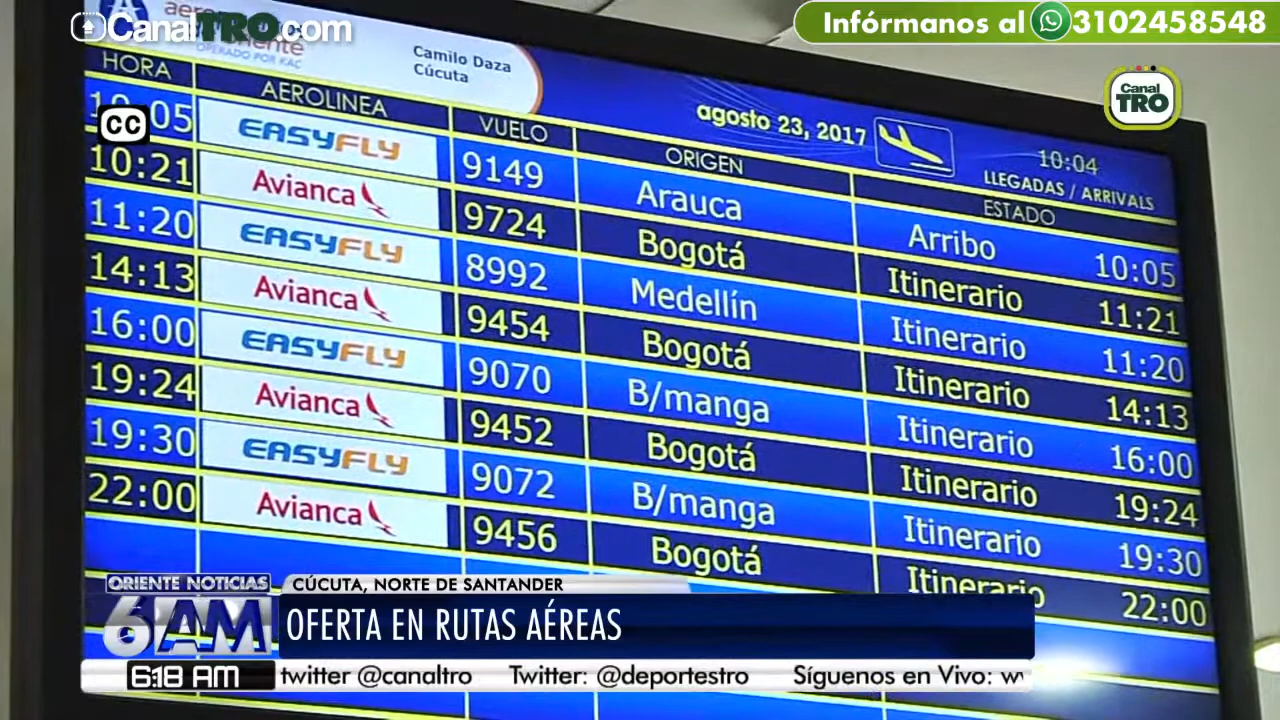 CanalTRO.com
Infórmanos al 3102458548
OPERADO POR KAC
Camilo Daza
Cúcuta
Canal
TRO
agosto 23, 2017
10:04
LLEGADAS / ARRIVALS
HORA AEROLINEA VUELO ORIGEN ESTADO
CC
10:05 EASYFLY 9149 Arauca Arribo 10:05
10:21 Avianca 9724 Bogotá Itinerario 11:21
11:20 EASYFLY 8992 Medellín Itinerario 11:20
14:13 Avianca 9454 Bogotá Itinerario 14:13
16:00 EASYFLY 9070 B/manga Itinerario 16:00
19:24 Avianca 9452 Bogotá Itinerario 19:24
19:30 EASYFLY 9072 B/manga Itinerario 19:30
22:00 Avianca 9456 Bogotá Itinerario 22:00
ORIENTE NOTICIAS
6AM
CÚCUTA, NORTE DE SANTANDER
OFERTA EN RUTAS AÉREAS
6:18 AM
twitter @canaltro Twitter: @deportestro Síguenos en Vivo: